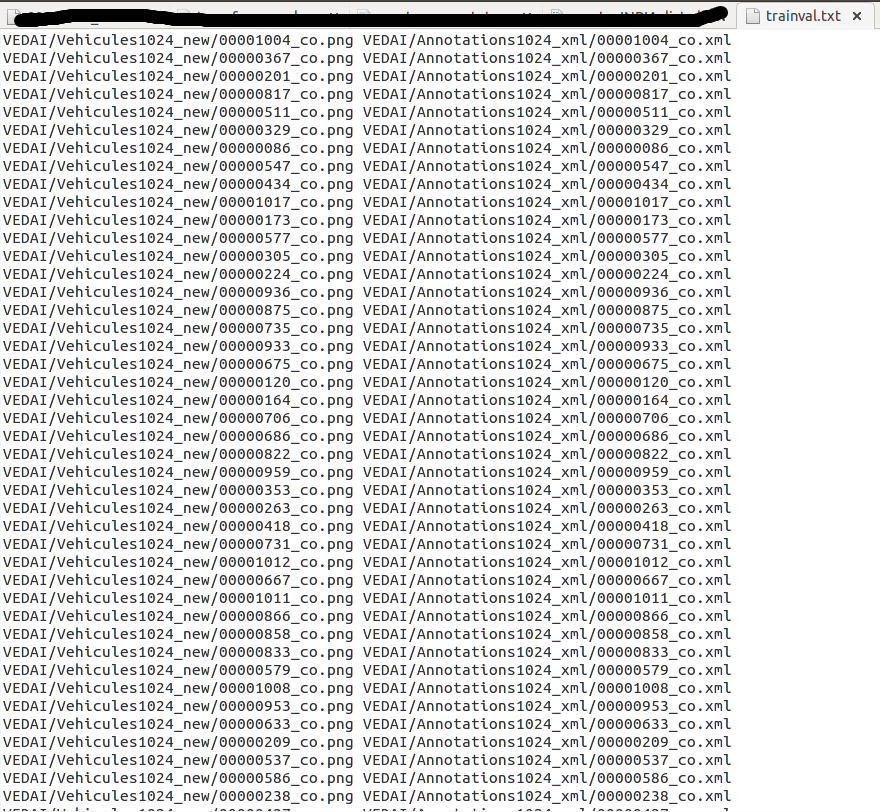 trainval.txt
VEDAI/Vehicules1024_new/00001004_co.png VEDAI/Annotations1024_xml/00001004_co.xml
VEDAI/Vehicules1024_new/00000367_co.png VEDAI/Annotations1024_xml/00000367_co.xml
VEDAI/Vehicules1024_new/00000201_co.png VEDAI/Annotations1024_xml/00000201_co.xml
VEDAI/Vehicules1024_new/00000817_co.png VEDAI/Annotations1024_xml/00000817_co.xml
VEDAI/Vehicules1024_new/00000511_co.png VEDAI/Annotations1024_xml/00000511_co.xml
VEDAI/Vehicules1024_new/00000329_co.png VEDAI/Annotations1024_xml/00000329_co.xml
VEDAI/Vehicules1024_new/00000086_co.png VEDAI/Annotations1024_xml/00000086_co.xml
VEDAI/Vehicules1024_new/00000547_co.png VEDAI/Annotations1024_xml/00000547_co.xml
VEDAI/Vehicules1024_new/00000434_co.png VEDAI/Annotations1024_xml/00000434_co.xml
VEDAI/Vehicules1024_new/00001017_co.png VEDAI/Annotations1024_xml/00001017_co.xml
VEDAI/Vehicules1024_new/00000173_co.png VEDAI/Annotations1024_xml/00000173_co.xml
VEDAI/Vehicules1024_new/00000577_co.png VEDAI/Annotations1024_xml/00000577_co.xml
VEDAI/Vehicules1024_new/00000305_co.png VEDAI/Annotations1024_xml/00000305_co.xml
VEDAI/Vehicules1024_new/00000224_co.png VEDAI/Annotations1024_xml/00000224_co.xml
VEDAI/Vehicules1024_new/00000936_co.png VEDAI/Annotations1024_xml/00000936_co.xml
VEDAI/Vehicules1024_new/00000875_co.png VEDAI/Annotations1024_xml/00000875_co.xml
VEDAI/Vehicules1024_new/00000735_co.png VEDAI/Annotations1024_xml/00000735_co.xml
VEDAI/Vehicules1024_new/00000933_co.png VEDAI/Annotations1024_xml/00000933_co.xml
VEDAI/Vehicules1024_new/00000675_co.png VEDAI/Annotations1024_xml/00000675_co.xml
VEDAI/Vehicules1024_new/00000120_co.png VEDAI/Annotations1024_xml/00000120_co.xml
VEDAI/Vehicules1024_new/00000164_co.png VEDAI/Annotations1024_xml/00000164_co.xml
VEDAI/Vehicules1024_new/00000706_co.png VEDAI/Annotations1024_xml/00000706_co.xml
VEDAI/Vehicules1024_new/00000686_co.png VEDAI/Annotations1024_xml/00000686_co.xml
VEDAI/Vehicules1024_new/00000822_co.png VEDAI/Annotations1024_xml/00000822_co.xml
VEDAI/Vehicules1024_new/00000959_co.png VEDAI/Annotations1024_xml/00000959_co.xml
VEDAI/Vehicules1024_new/00000353_co.png VEDAI/Annotations1024_xml/00000353_co.xml
VEDAI/Vehicules1024_new/00000263_co.png VEDAI/Annotations1024_xml/00000263_co.xml
VEDAI/Vehicules1024_new/00000418_co.png VEDAI/Annotations1024_xml/00000418_co.xml
VEDAI/Vehicules1024_new/00000731_co.png VEDAI/Annotations1024_xml/00000731_co.xml
VEDAI/Vehicules1024_new/00001012_co.png VEDAI/Annotations1024_xml/00001012_co.xml
VEDAI/Vehicules1024_new/00000667_co.png VEDAI/Annotations1024_xml/00000667_co.xml
VEDAI/Vehicules1024_new/00001011_co.png VEDAI/Annotations1024_xml/00001011_co.xml
VEDAI/Vehicules1024_new/00000866_co.png VEDAI/Annotations1024_xml/00000866_co.xml
VEDAI/Vehicules1024_new/00000858_co.png VEDAI/Annotations1024_xml/00000858_co.xml
VEDAI/Vehicules1024_new/00000833_co.png VEDAI/Annotations1024_xml/00000833_co.xml
VEDAI/Vehicules1024_new/00000579_co.png VEDAI/Annotations1024_xml/00000579_co.xml
VEDAI/Vehicules1024_new/00001008_co.png VEDAI/Annotations1024_xml/00001008_co.xml
VEDAI/Vehicules1024_new/00000953_co.png VEDAI/Annotations1024_xml/00000953_co.xml
VEDAI/Vehicules1024_new/00000633_co.png VEDAI/Annotations1024_xml/00000633_co.xml
VEDAI/Vehicules1024_new/00000209_co.png VEDAI/Annotations1024_xml/00000209_co.xml
VEDAI/Vehicules1024_new/00000537_co.png VEDAI/Annotations1024_xml/00000537_co.xml
VEDAI/Vehicules1024_new/00000586_co.png VEDAI/Annotations1024_xml/00000586_co.xml
VEDAI/Vehicules1024_new/00000238_co.png VEDAI/Annotations1024_xml/00000238_co.xml